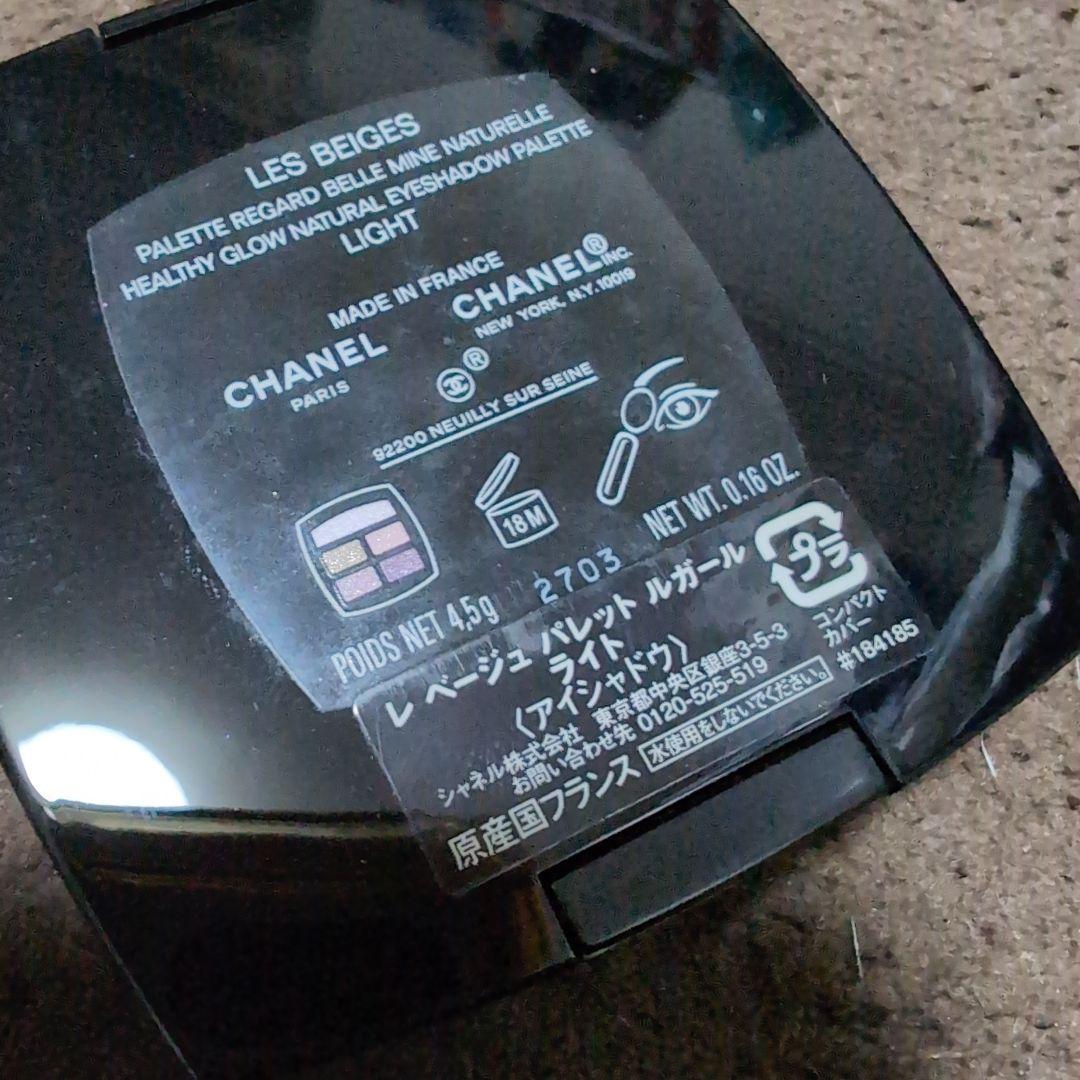 LES BEIGES
PALETTE REGARD BELLE MINE NATURELLE
HEALTHY GLOW NATURAL EYESHADOW PALETTE
LIGHT
MADE IN FRANCE
CHANEL
PARIS
CHANEL® INC.
NEW YORK, N.Y. 10019
®
92200 NEUILLY SUR SEINE
18M
POIDS NET 4,5g
2703
NET WT. 0.16 OZ.
レ ベージュ パレット ルガール
ライト
〈アイシャドウ〉
シャネル株式会社 東京都中央区銀座3-5-3
お問い合わせ先 0120-525-519
原産国フランス
水使用をしないでください。
プラ
コンパクト
カバー
#184185